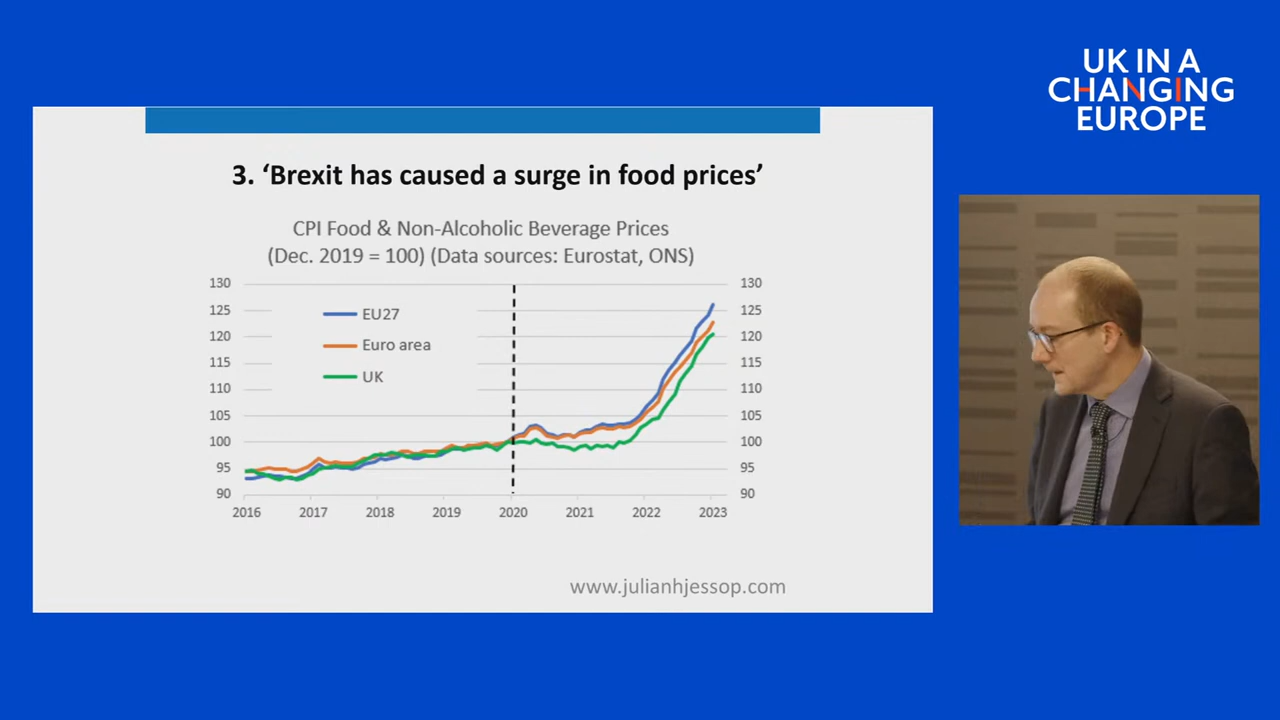 UK IN A
CHANGING
EUROPE
3. ‘Brexit has caused a surge in food prices’
CPI Food & Non-Alcoholic Beverage Prices
(Dec. 2019 = 100) (Data sources: Eurostat, ONS)
130 130
125 125
120 120
115 115
110 110
105 105
100 100
95 95
90 90
EU27
Euro area
UK
2016 2017 2018 2019 2020 2021 2022 2023
www.julianhjessop.com